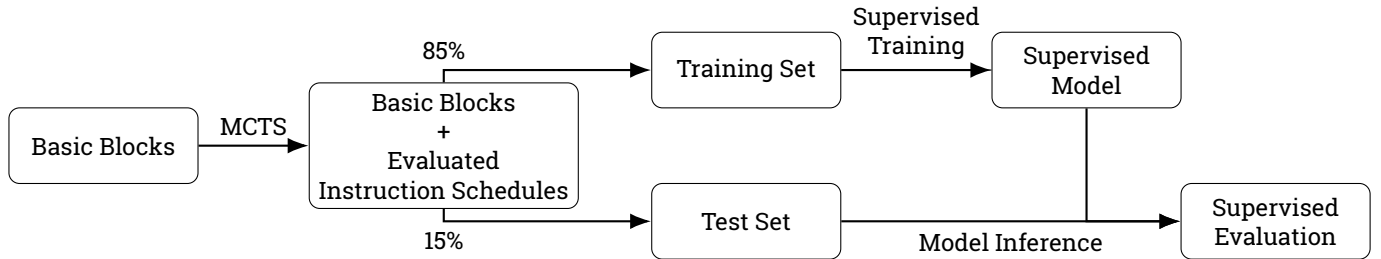 Basic Blocks
MCTS
Basic Blocks
+
Evaluated
Instruction Schedules
85%
15%
Training Set
Test Set
Supervised
Training
Supervised
Model
Model Inference
Supervised
Evaluation